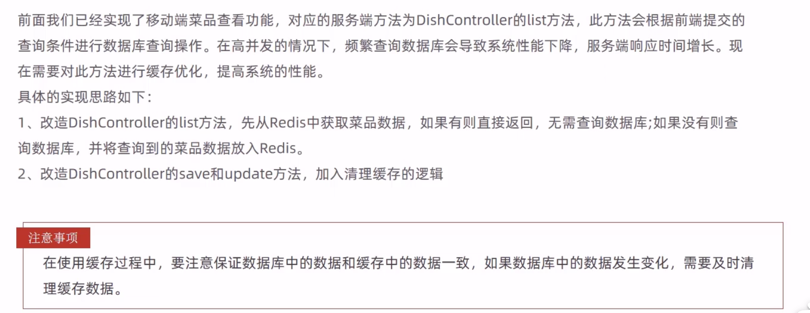 前面我们已经实现了移动端菜品查看功能，对应的服务端方法为DishController的list方法，此方法会根据前端提交的
查询条件进行数据库查询操作。在高并发的情况下，频繁查询数据库会导致系统性能下降，服务端响应时间增长。现
在需要对此方法进行缓存优化，提高系统的性能。
具体的实现思路如下：
1、改造DishController的list方法，先从Redis中获取菜品数据，如果有则直接返回，无需查询数据库;如果没有则查
询数据库，并将查询到的菜品数据放入Redis。
2、改造DishController的save和update方法，加入清理缓存的逻辑
注意事项
在使用缓存过程中，要注意保证数据库中的数据和缓存中的数据一致，如果数据库中的数据发生变化，需要及时清
理缓存数据。